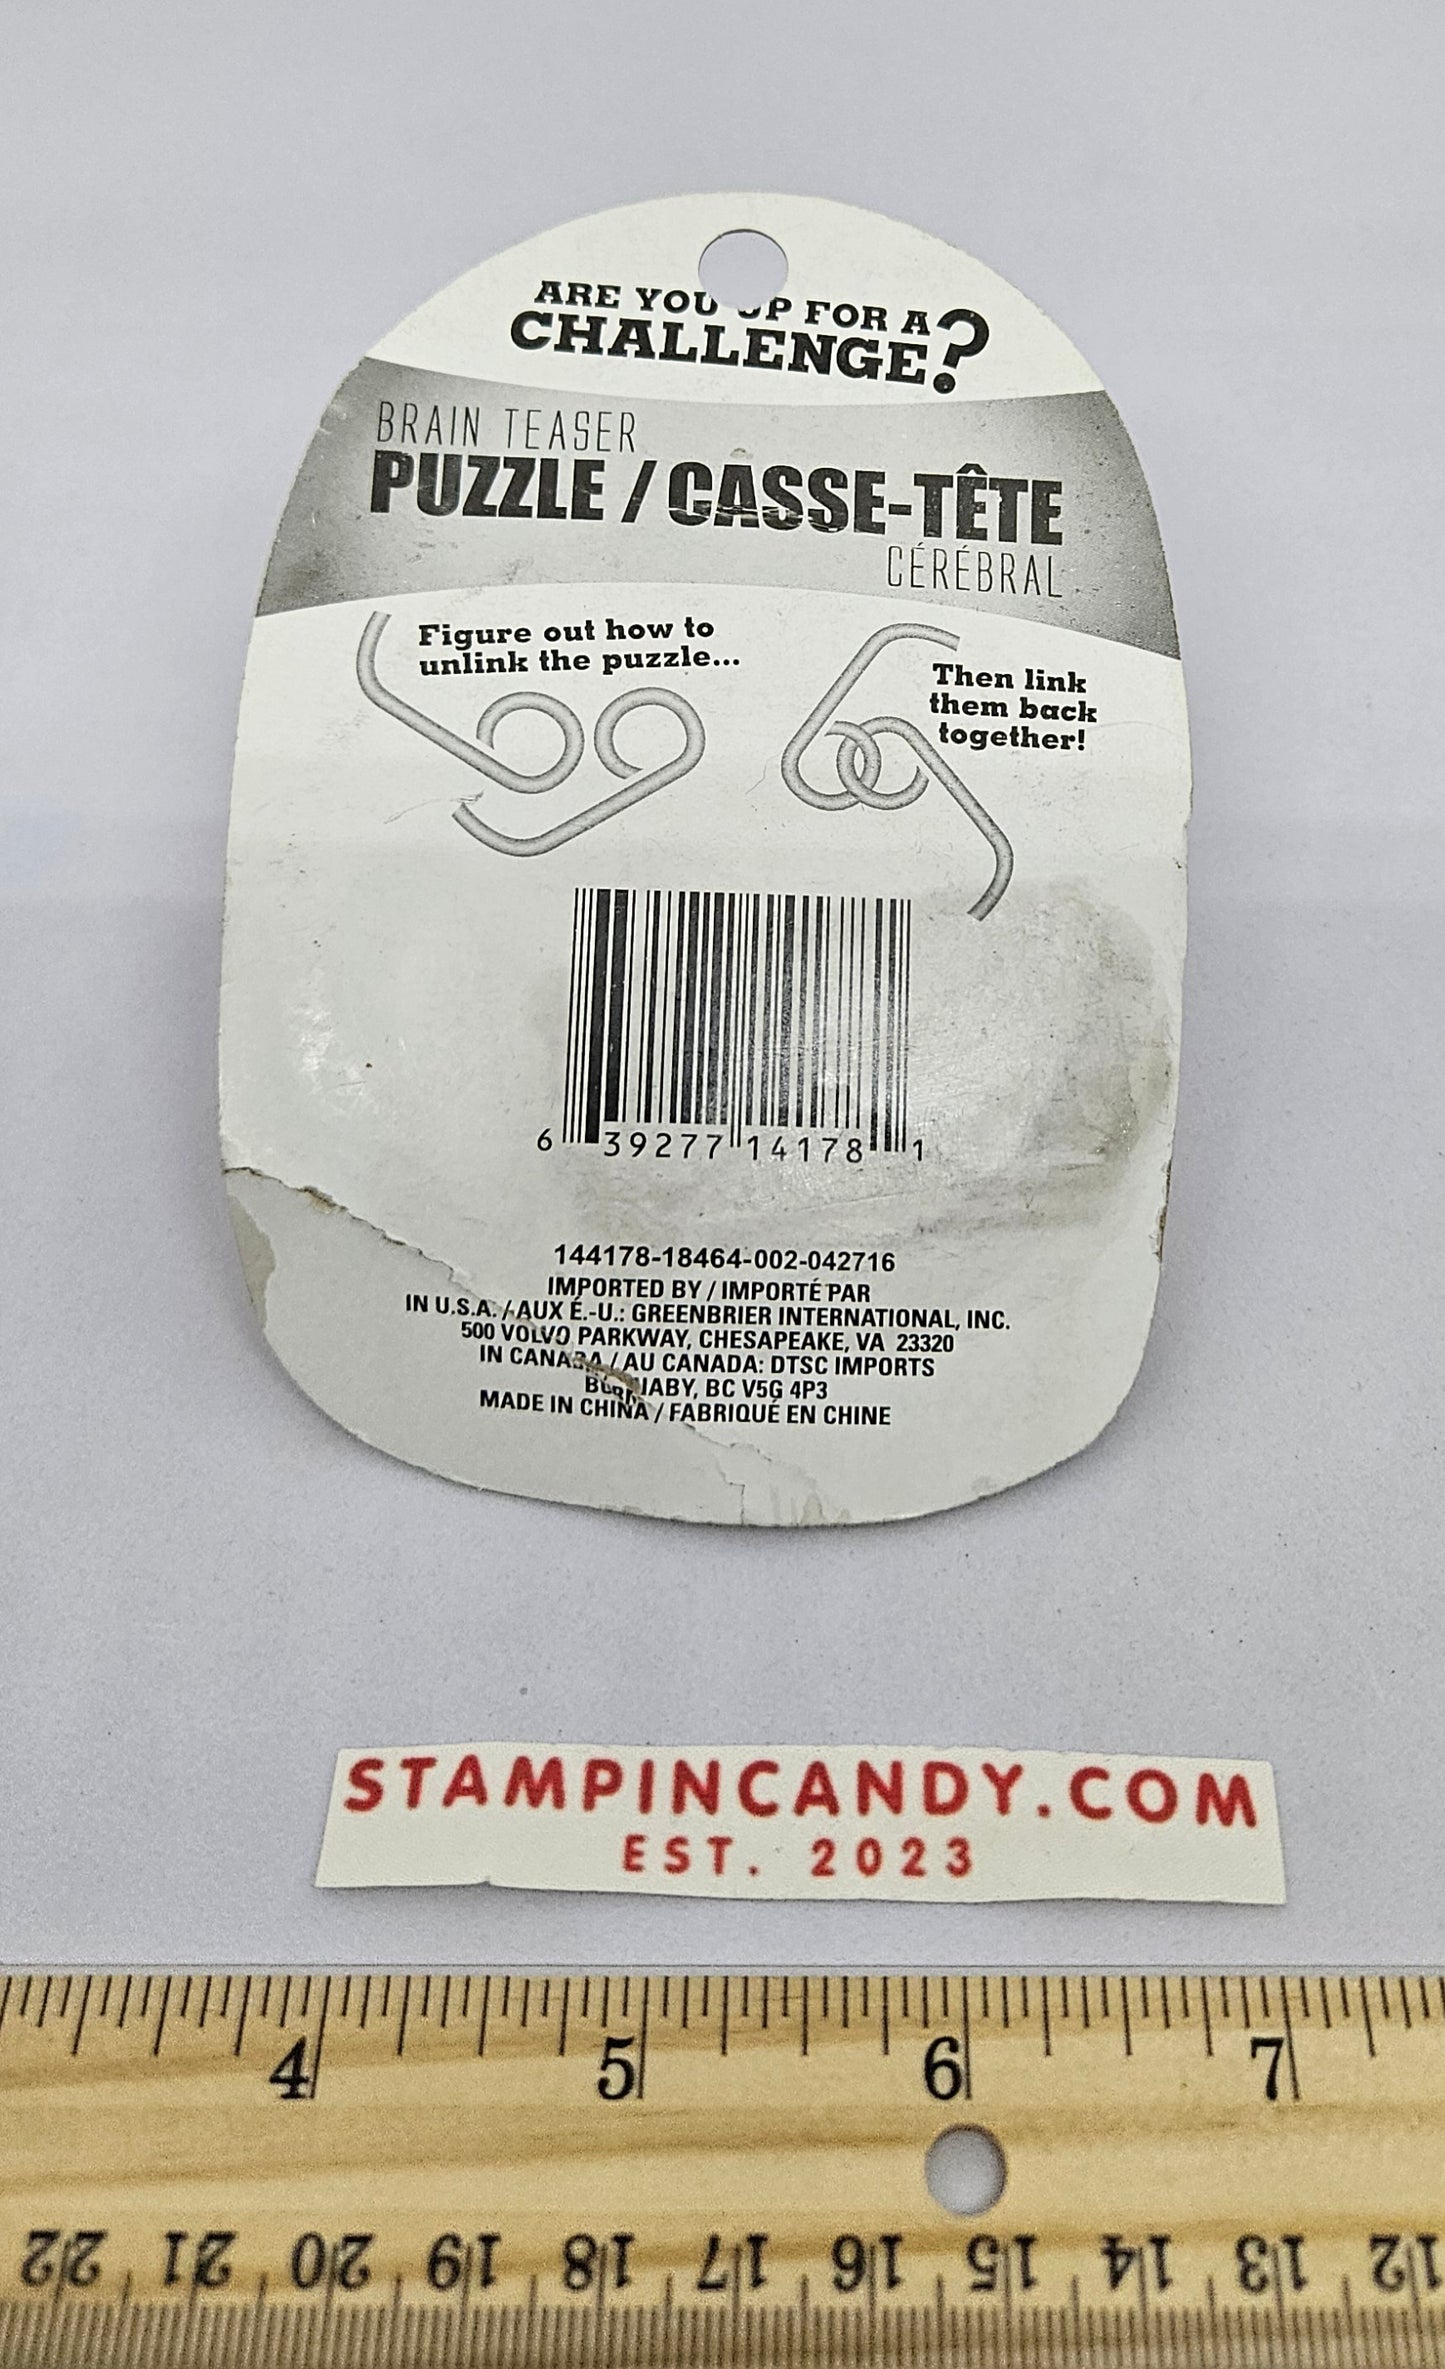 ARE YOU UP FOR A
CHALLENGE?
BRAIN TEASER
PUZZLE / CASSE-TÊTE
CÉRÉBRAL
Figure out how to
unlink the puzzle...
Then link
them back
together!
6 39277 14178 1
144178-18464-002-042716
IMPORTED BY / IMPORTÉ PAR
IN U.S.A. / AUX É.-U.: GREENBRIER INTERNATIONAL, INC.
500 VOLVO PARKWAY, CHESAPEAKE, VA 23320
IN CANADA / AU CANADA: DTSC IMPORTS
BURNABY, BC V5G 4P3
MADE IN CHINA / FABRIQUÉ EN CHINE
STAMPINCANDY.COM
EST. 2023
4 5 6 7
22 21 20 19 18 17 16 15 14 13 12